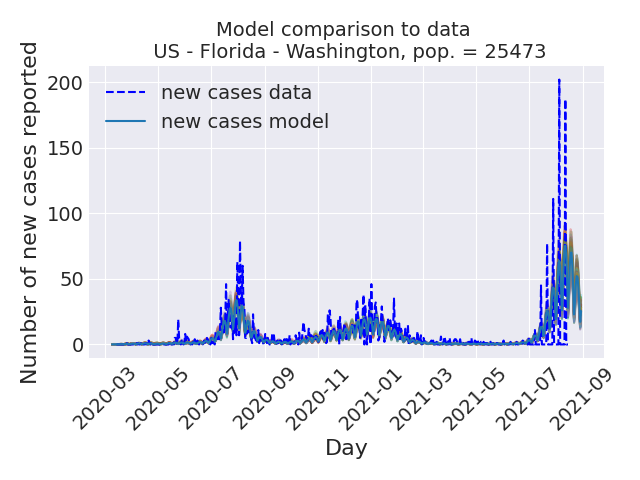 Model comparison to data
US - Florida - Washington, pop. = 25473
Number of new cases reported
200
150
100
50
0
new cases data
new cases model
2020-03
2020-05
2020-07
2020-09
2020-11
2021-01
2021-03
2021-05
2021-07
2021-09
Day